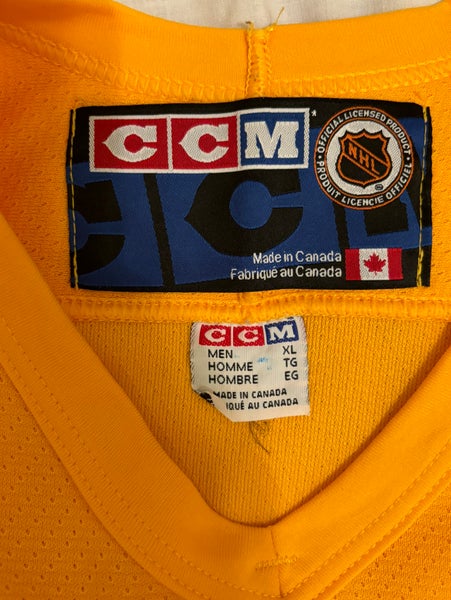 CCM
OFFICIAL LICENSED PRODUCT
NHL
PRODUIT LICENCIÉ OFFICIEL
Made in Canada
Fabriqué au Canada
CCM
MEN XL
HOMME TG
HOMBRE EG
MADE IN CANADA
IQUÉ AU CANADA